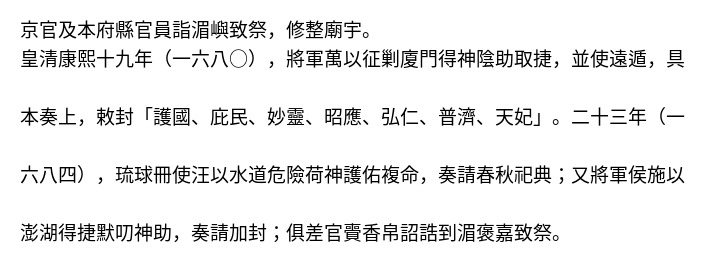 京官及本府縣官員詣湄嶼致祭，修整廟宇。
皇清康熙十九年（一六八〇），將軍萬以征剿廈門得神陰助取捷，並使遠遁，具
本奏上，敕封「護國、庇民、妙靈、昭應、弘仁、普濟、天妃」。二十三年（一
六八四），琉球冊使汪以水道危險荷神護佑複命，奏請春秋祀典；又將軍侯施以
澎湖得捷默叨神助，奏請加封；俱差官賫香帛詔誥到湄褒嘉致祭。